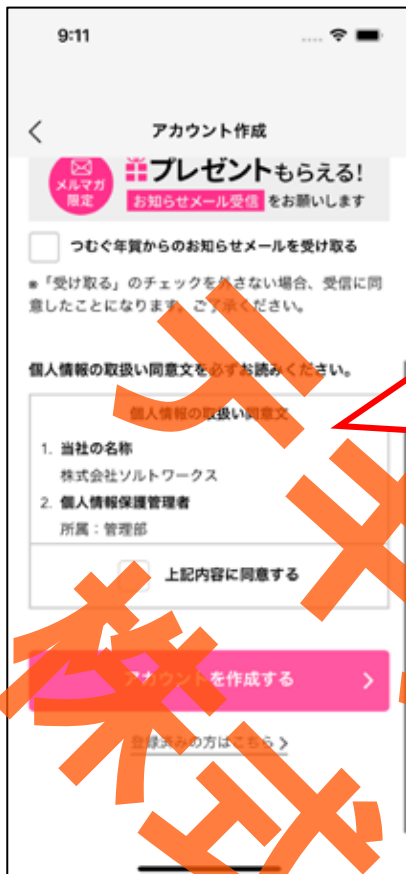 9:11
アカウント作成
メルマガ
限定
プレゼントもらえる!
お知らせメール受信 をお願いします
つむぐ年賀からのお知らせメールを受け取る
※「受け取る」のチェックを外さない場合、受信に同
意したことになります。ご了承ください。
個人情報の取扱い同意文を必ずお読みください。
個人情報の取扱い同意文
1. 当社の名称
株式会社ソルトワークス
2. 個人情報保護管理者
所属：管理部
上記内容に同意する
アカウントを作成する
登録済みの方はこちら
株式